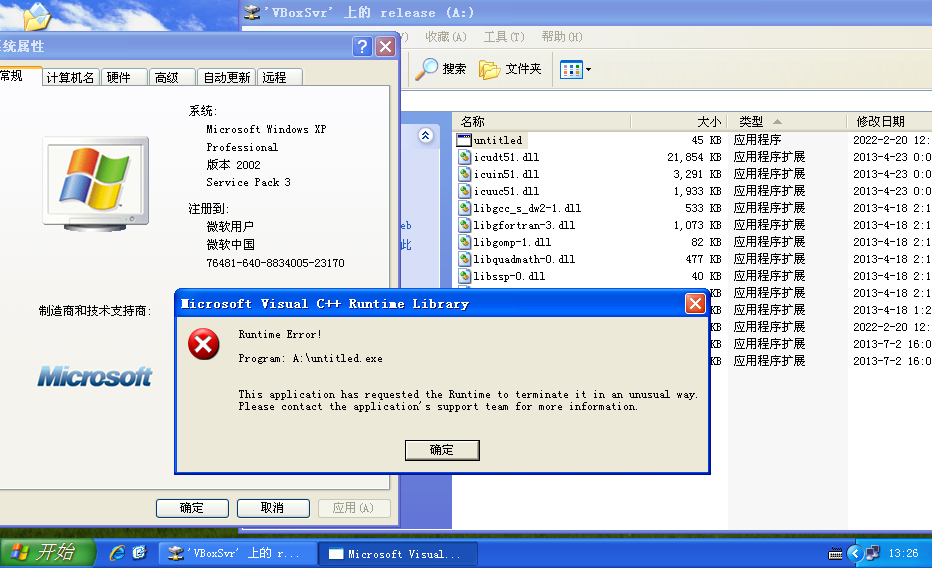 'VBoxSvr' 上的 release (A:)
收藏(A) 工具(T) 帮助(H)
搜索 文件夹
系统属性
常规 计算机名 硬件 高级 自动更新 远程
系统:
Microsoft Windows XP
Professional
版本 2002
Service Pack 3
注册到:
微软用户
微软中国
76481-640-8834005-23170
制造商和技术支持商:
Microsoft
确定 取消 应用(A)
名称 大小 类型 修改日期
untitled 45 KB 应用程序 2022-2-20 12:
icudt51.dll 21,854 KB 应用程序扩展 2013-4-23 0:0
icuin51.dll 3,291 KB 应用程序扩展 2013-4-23 0:0
icuuc51.dll 1,933 KB 应用程序扩展 2013-4-23 0:0
libgcc_s_dw2-1.dll 533 KB 应用程序扩展 2013-4-18 2:1
libgfortran-3.dll 1,073 KB 应用程序扩展 2013-4-18 2:1
libgomp-1.dll 82 KB 应用程序扩展 2013-4-18 2:1
libquadmath-0.dll 477 KB 应用程序扩展 2013-4-18 2:1
libssp-0.dll 40 KB 应用程序扩展 2013-4-18 2:1
KB 应用程序扩展 2013-4-18 2:1
KB 应用程序扩展 2013-4-18 1:2
KB 应用程序扩展 2022-2-20 12:
KB 应用程序扩展 2013-7-2 16:0
KB 应用程序扩展 2013-7-2 16:0
Microsoft Visual C++ Runtime Library
Runtime Error!
Program: A:\untitled.exe
This application has requested the Runtime to terminate it in an unusual way.
Please contact the application's support team for more information.
确定
开始 'VBoxSvr' 上的 r... Microsoft Visual... 13:26